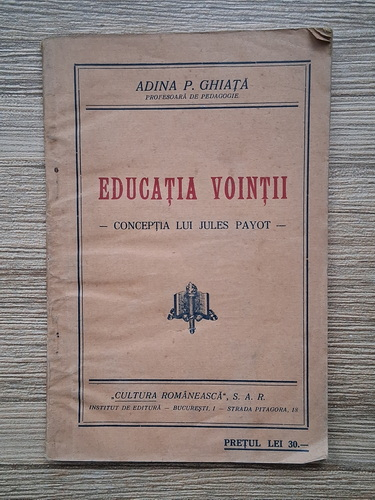 ADINA P. GHIAȚĂ
PROFESOARĂ DE PEDAGOGIE.
EDUCAȚIA VOINȚII
— CONCEPȚIA LUI JULES PAYOT —
„CULTURA ROMÂNEASCĂ“, S. A. R.
INSTITUT DE EDITURĂ — BUCUREȘTI, I — STRADA PITAGORA, 18
PREȚUL LEI 30.—